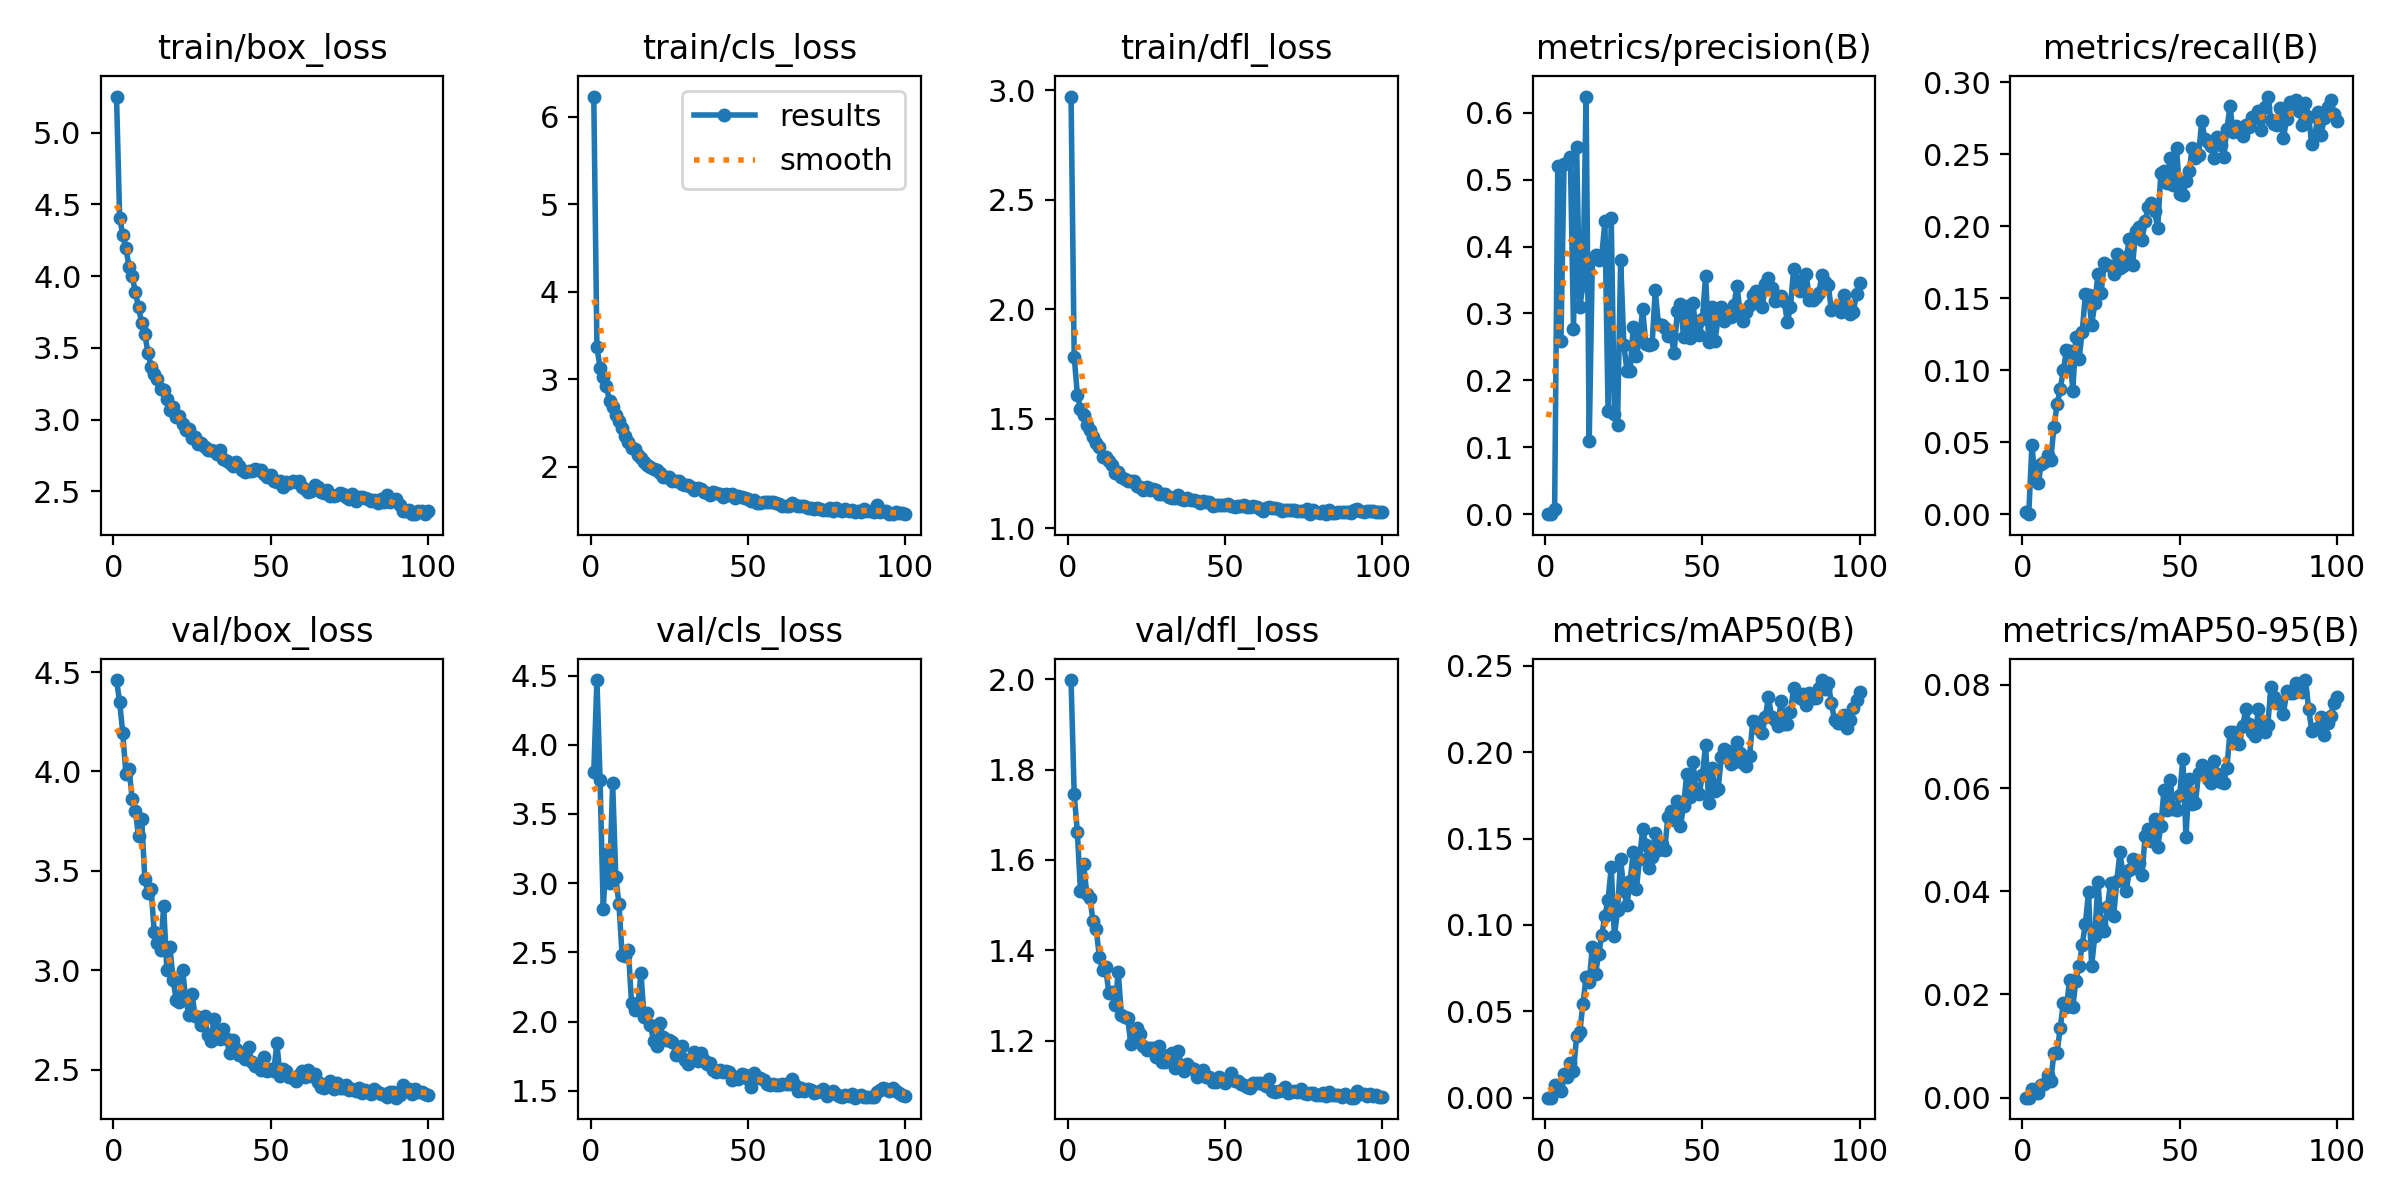 train/box_loss
train/cls_loss
train/dfl_loss
metrics/precision(B)
metrics/recall(B)
5.0
4.5
4.0
3.5
3.0
2.5
0 50 100
results
smooth
6
5
4
3
2
0 50 100
3.0
2.5
2.0
1.5
1.0
0 50 100
0.6
0.5
0.4
0.3
0.2
0.1
0.0
0 50 100
0.30
0.25
0.20
0.15
0.10
0.05
0.00
0 50 100
val/box_loss
val/cls_loss
val/dfl_loss
metrics/mAP50(B)
metrics/mAP50-95(B)
4.5
4.0
3.5
3.0
2.5
0 50 100
4.5
4.0
3.5
3.0
2.5
2.0
1.5
0 50 100
2.0
1.8
1.6
1.4
1.2
0 50 100
0.25
0.20
0.15
0.10
0.05
0.00
0 50 100
0.08
0.06
0.04
0.02
0.00
0 50 100